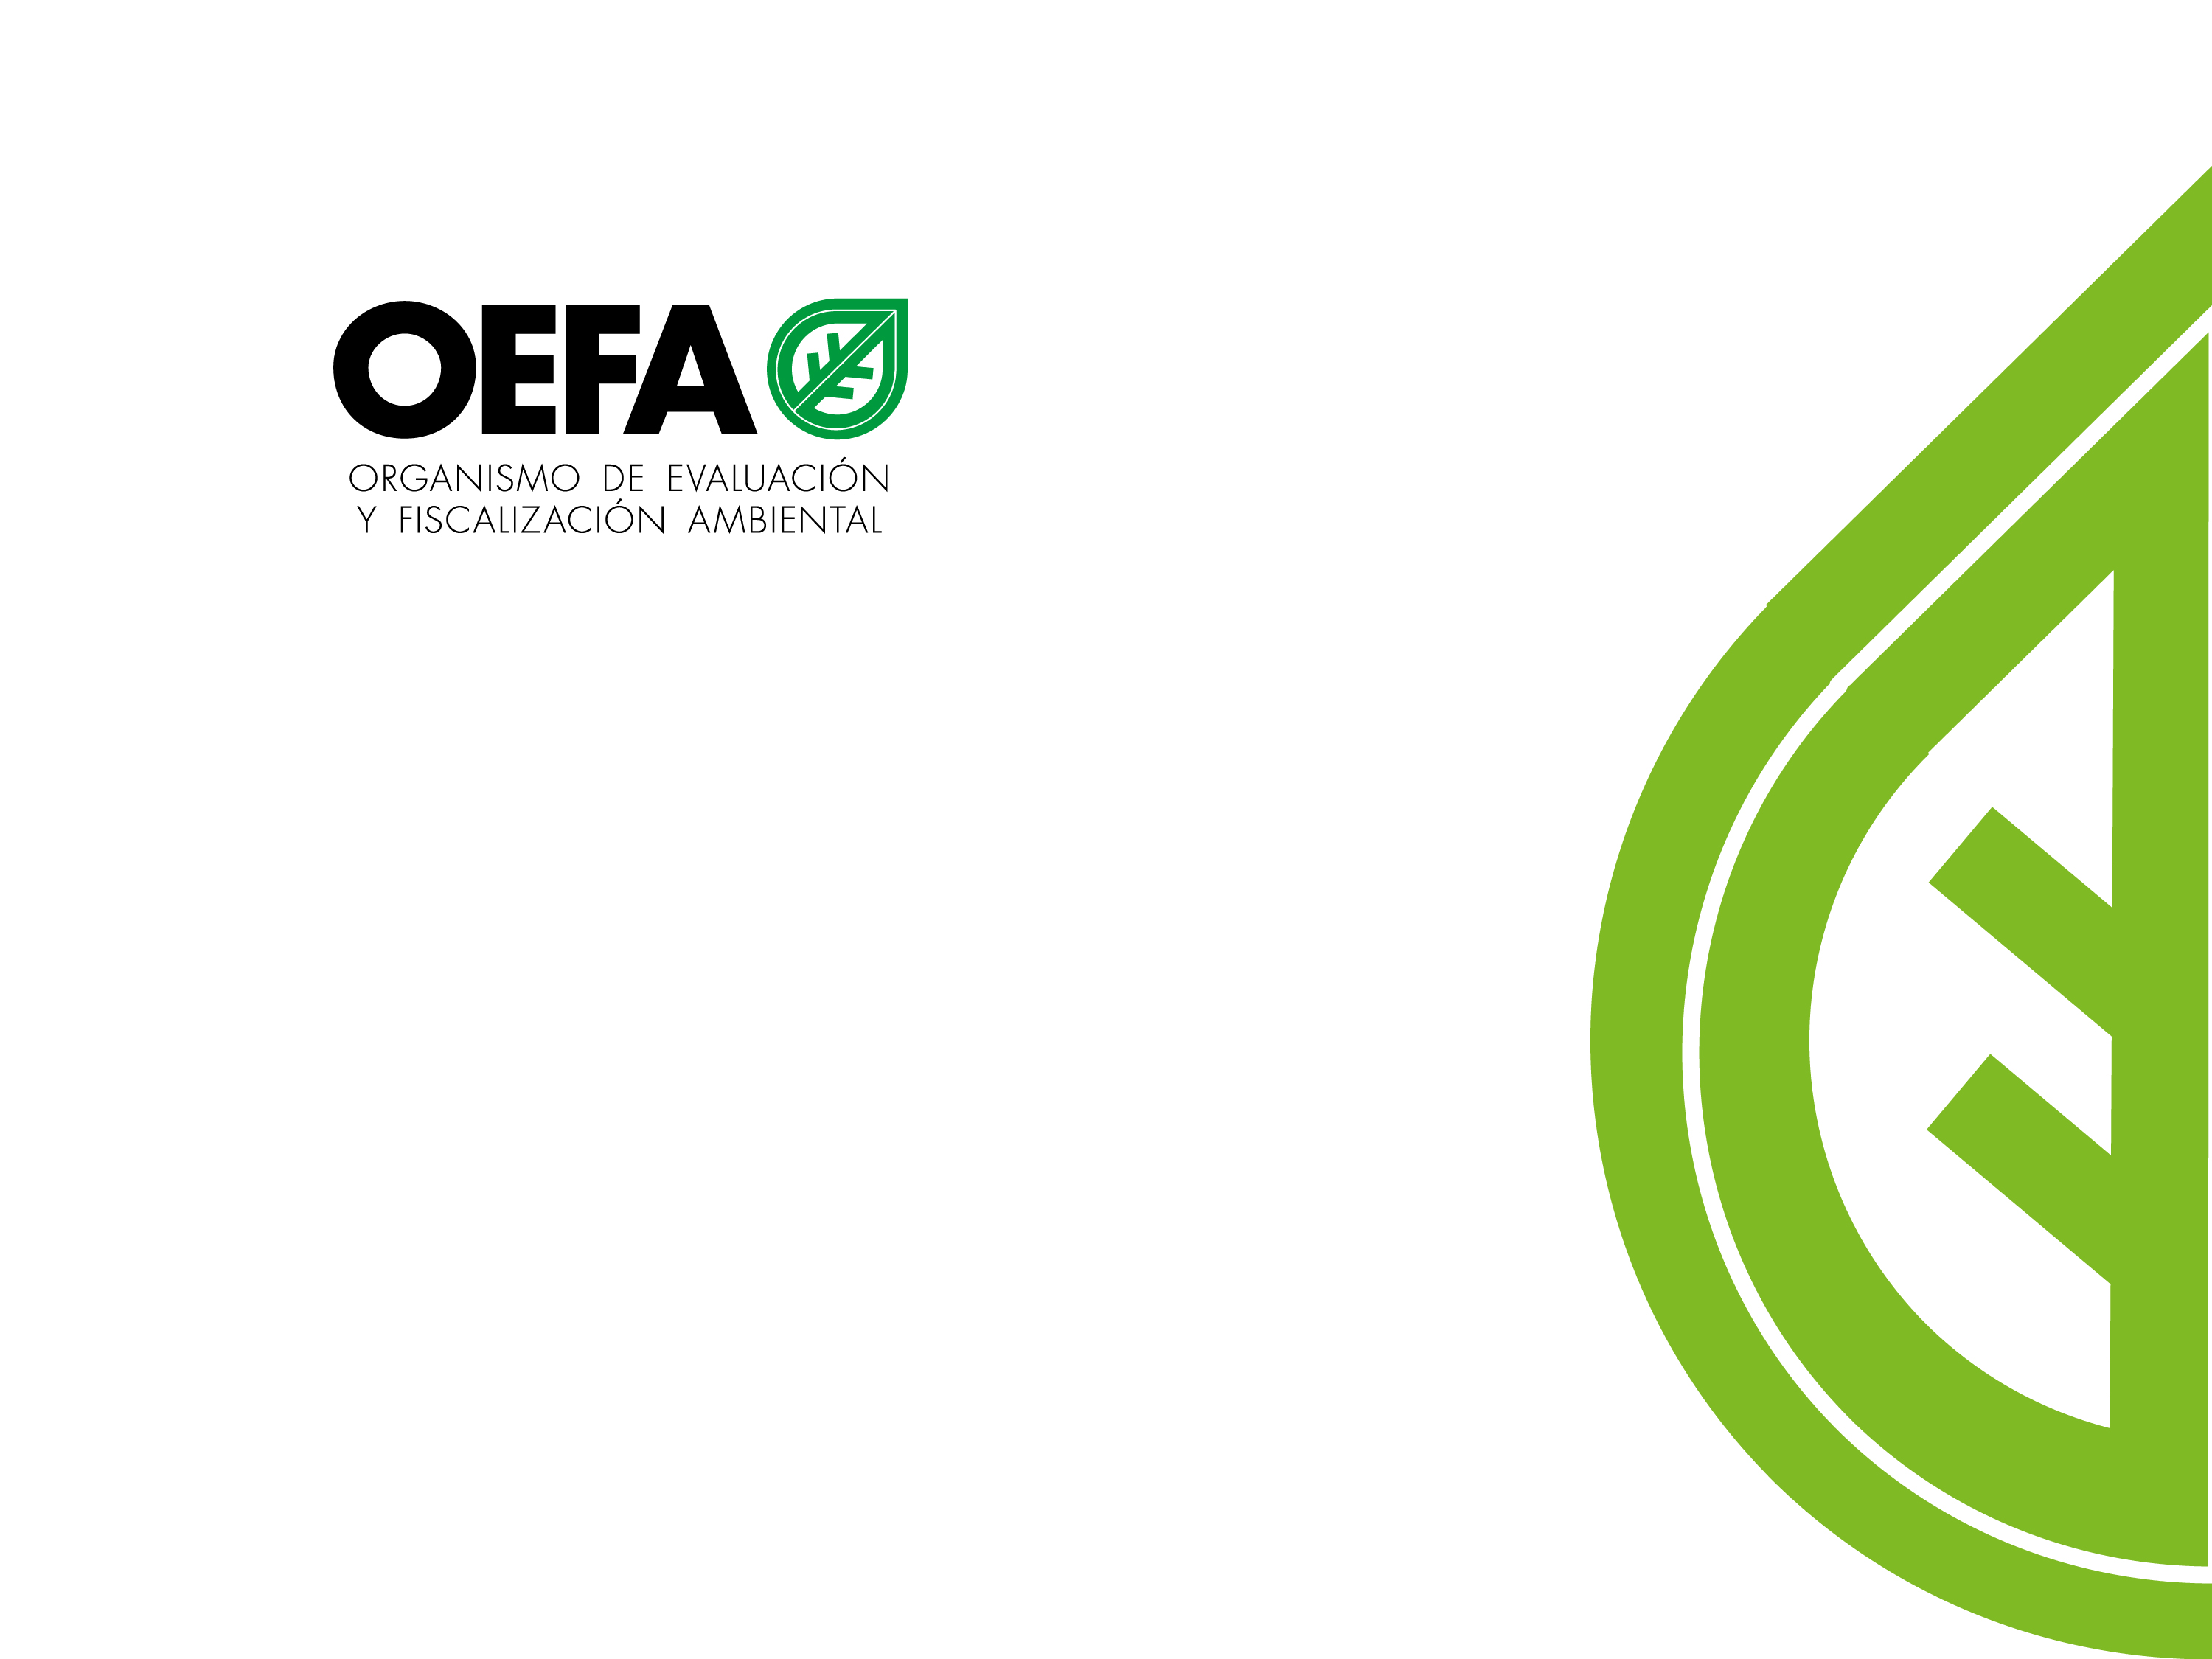 OEFA
ORGANISMO DE EVALUACIÓN
Y FISCALIZACIÓN AMBIENTAL